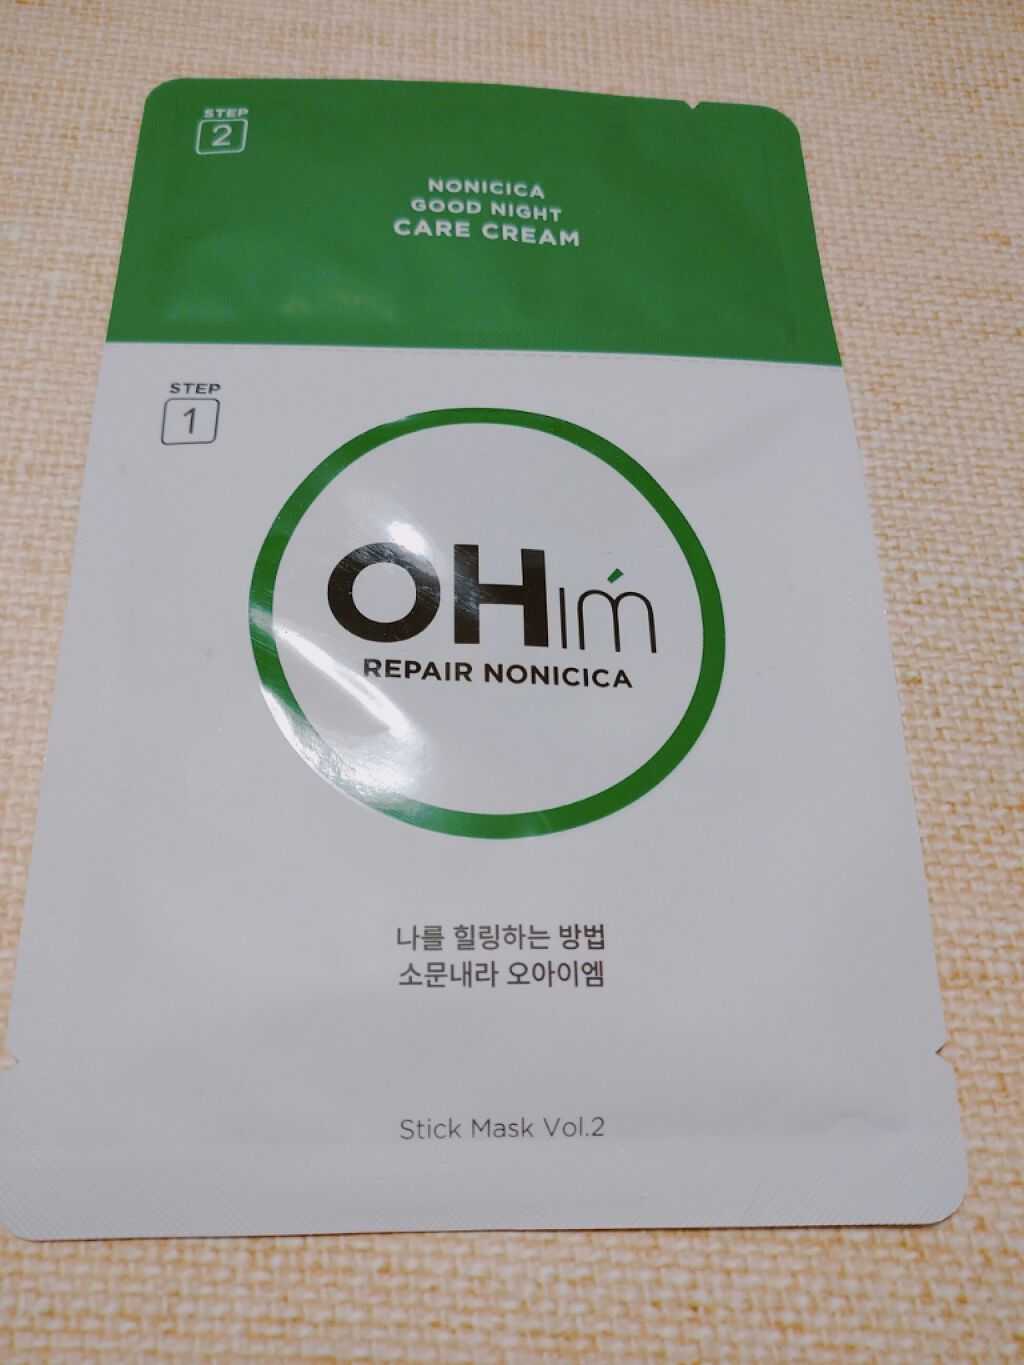 STEP
2
NONICICA
GOOD NIGHT
CARE CREAM
STEP
1
OHiḿ
REPAIR NONICICA
나를 힐링하는 방법
소문내라 오아이엠
Stick Mask Vol.2